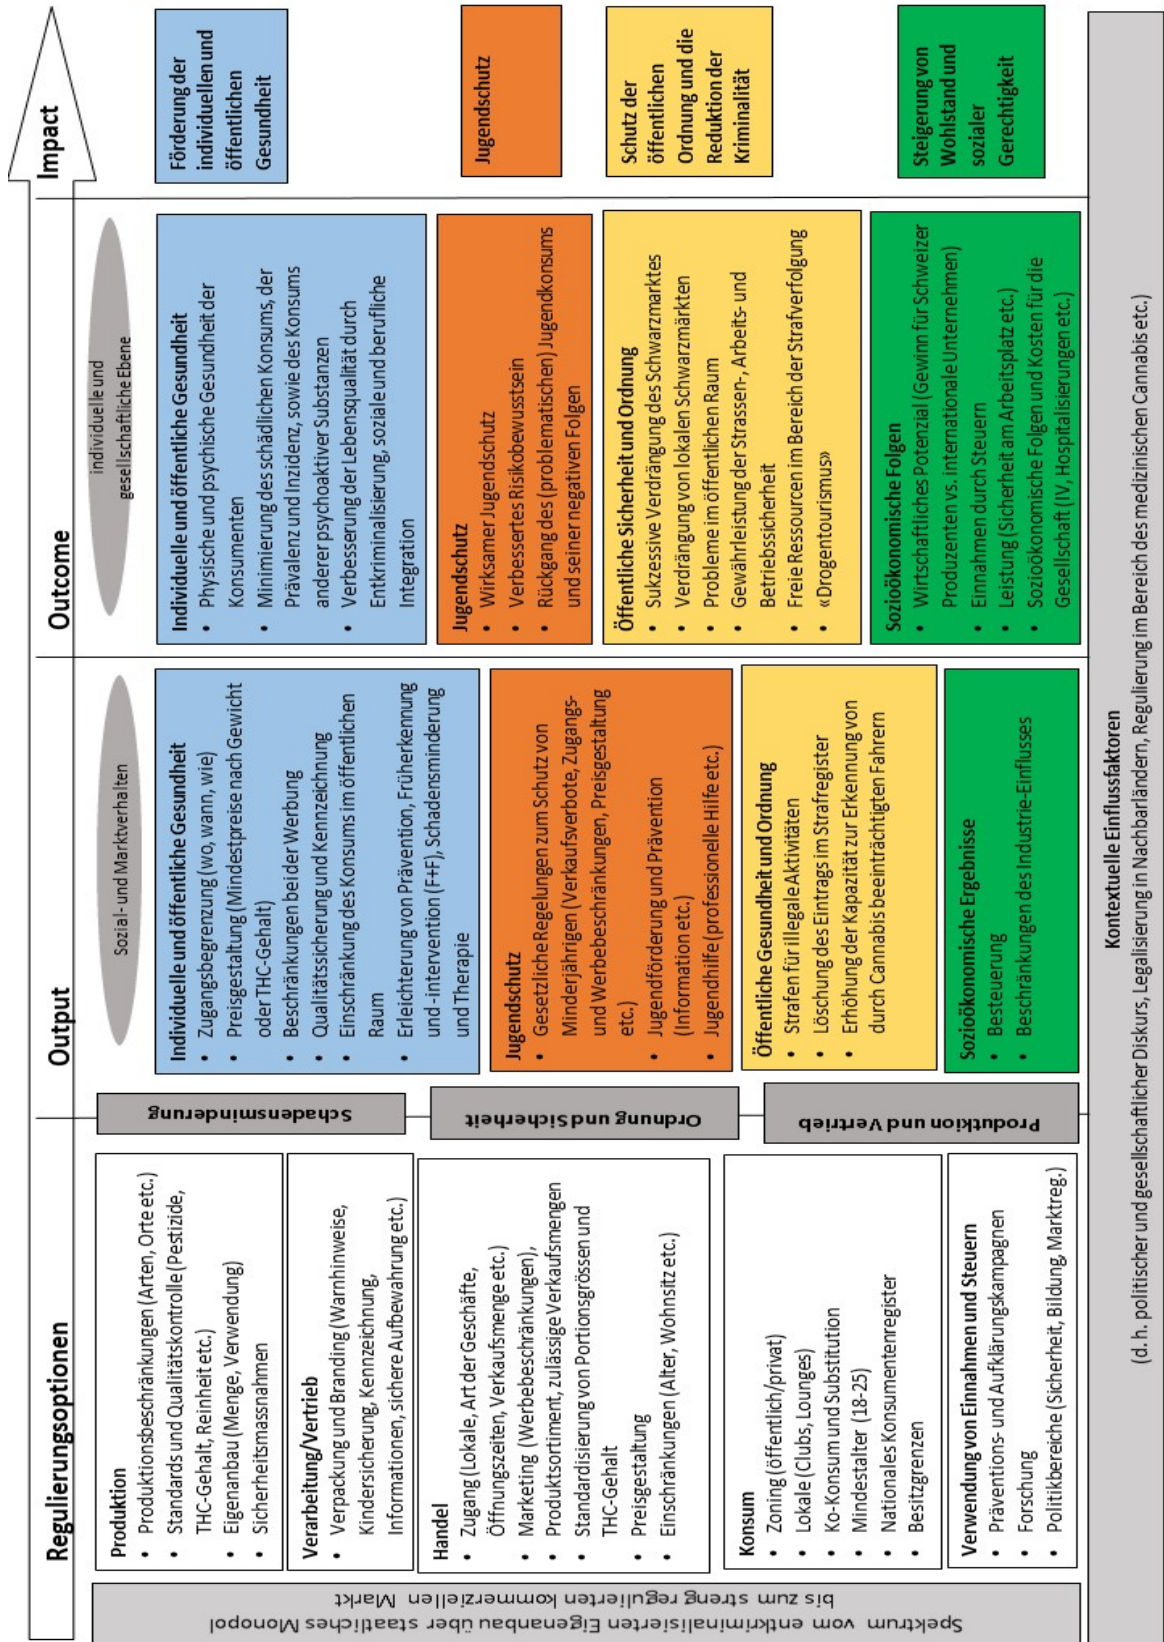 Regulierungsoptionen
Output
Outcome
Impact
Sozial- und Marktverhalten
individuelle und
gesellschaftliche Ebene
Spektrum vom entkriminalisierten Eigenanbau über staatliches Monopol
bis zum streng regulierten kommerziellen Markt
Produktion
• Produktionsbeschränkungen (Arten, Orte etc.)
• Standards und Qualitätskontrolle (Pestizide,
THC-Gehalt, Reinheit etc.)
• Eigenanbau (Menge, Verwendung)
• Sicherheitsmassnahmen
Verarbeitung/Vertrieb
• Verpackung und Branding (Warnhinweise,
Kindersicherung, Kennzeichnung,
Informationen, sichere Aufbewahrung etc.)
Handel
• Zugang (Lokale, Art der Geschäfte,
Öffnungszeiten, Verkaufsmenge etc.)
• Marketing (Werbebeschränkungen),
• Produktsortiment, zulässige Verkaufsmengen
• Standardisierung von Portionsgrössen und
THC-Gehalt
• Preisgestaltung
• Einschränkungen (Alter, Wohnsitz etc.)
Konsum
• Zoning (öffentlich/privat)
• Lokale (Clubs, Lounges)
• Ko-Konsum und Substitution
• Mindestalter (18-25)
• Nationales Konsumentenregister
• Besitzgrenzen
Verwendung von Einnahmen und Steuern
• Präventions- und Aufklärungskampagnen
• Forschung
• Politikbereiche (Sicherheit, Bildung, Marktreg.)
Schadensminderung
Ordnung und Sicherheit
Produktion und Vertrieb
Individuelle und öffentliche Gesundheit
• Zugangsbegrenzung (wo, wann, wie)
• Preisgestaltung (Mindestpreise nach Gewicht
oder THC-Gehalt)
• Beschränkungen bei der Werbung
• Qualitätssicherung und Kennzeichnung
• Einschränkung des Konsums im öffentlichen
Raum
• Erleichterung von Prävention, Früherkennung
und -intervention (F+F), Schadensminderung
und Therapie
Jugendschutz
• Gesetzliche Regelungen zum Schutz von
Minderjährigen (Verkaufsverbote, Zugangs-
und Werbebeschränkungen, Preisgestaltung
etc.)
• Jugendförderung und Prävention
(Information etc.)
• Jugendhilfe (professionelle Hilfe etc.)
Öffentliche Gesundheit und Ordnung
• Strafen für illegale Aktivitäten
• Löschung des Eintrags im Strafregister
• Erhöhung der Kapazität zur Erkennung von
durch Cannabis beeinträchtigten Fahrern
Sozioökonomische Ergebnisse
• Besteuerung
• Beschränkungen des Industrie-Einflusses
Individuelle und öffentliche Gesundheit
• Physische und psychische Gesundheit der
Konsumenten
• Minimierung des schädlichen Konsums, der
Prävalenz und Inzidenz, sowie des Konsums
anderer psychoaktiver Substanzen
• Verbesserung der Lebensqualität durch
Entkriminalisierung, soziale und berufliche
Integration
Jugendschutz
• Wirksamer Jugendschutz
• Verbessertes Risikobewusstsein
• Rückgang des (problematischen) Jugendkonsums
und seiner negativen Folgen
Öffentliche Sicherheit und Ordnung
• Sukzessive Verdrängung des Schwarzmarktes
• Verdrängung von lokalen Schwarzmärkten
• Probleme im öffentlichen Raum
• Gewährleistung der Strassen-, Arbeits- und
Betriebssicherheit
• Freie Ressourcen im Bereich der Strafverfolgung
• «Drogentourismus»
Sozioökonomische Folgen
• Wirtschaftliches Potenzial (Gewinn für Schweizer
Produzenten vs. internationale Unternehmen)
• Einnahmen durch Steuern
• Leistung (Sicherheit am Arbeitsplatz etc.)
• Sozioökonomische Folgen und Kosten für die
Gesellschaft (IV, Hospitalisierungen etc.)
Förderung der
individuellen und
öffentlichen
Gesundheit
Jugendschutz
Schutz der
öffentlichen
Ordnung und die
Reduktion der
Kriminalität
Steigerung von
Wohlstand und
sozialer
Gerechtigkeit
Kontextuelle Einflussfaktoren
(d. h. politischer und gesellschaftlicher Diskurs, Legalisierung in Nachbarländern, Regulierung im Bereich des medizinischen Cannabis etc.)